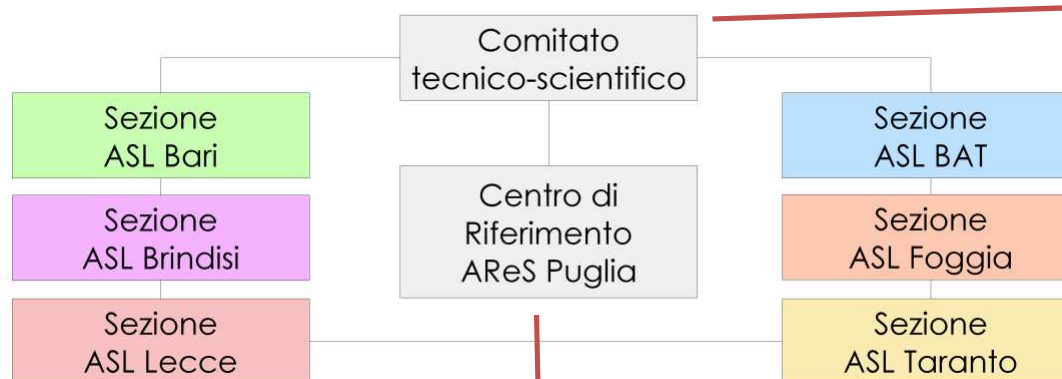 Comitato
tecnico-scientifico
Sezione
ASL Bari
Sezione
ASL BAT
Centro di
Riferimento
AReS Puglia
Sezione
ASL Brindisi
Sezione
ASL Foggia
Sezione
ASL Lecce
Sezione
ASL Taranto